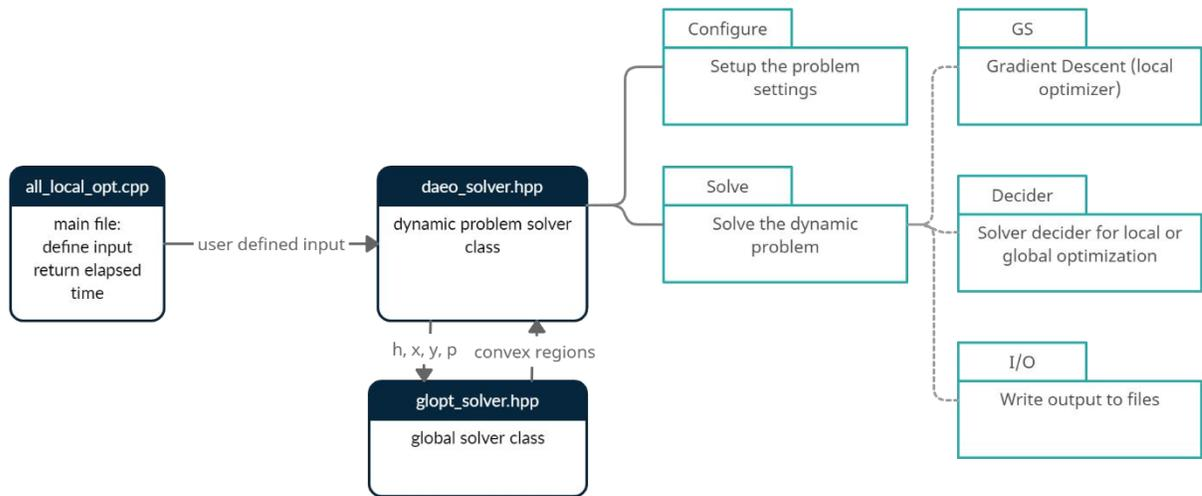 all_local_opt.cpp
main file:
define input
return elapsed
time
user defined input
daeo_solver.hpp
dynamic problem solver
class
h, x, y, p
convex regions
glopt_solver.hpp
global solver class
Configure
Setup the problem
settings
Solve
Solve the dynamic
problem
GS
Gradient Descent (local
optimizer)
Decider
Solver decider for local or
global optimization
I/O
Write output to files